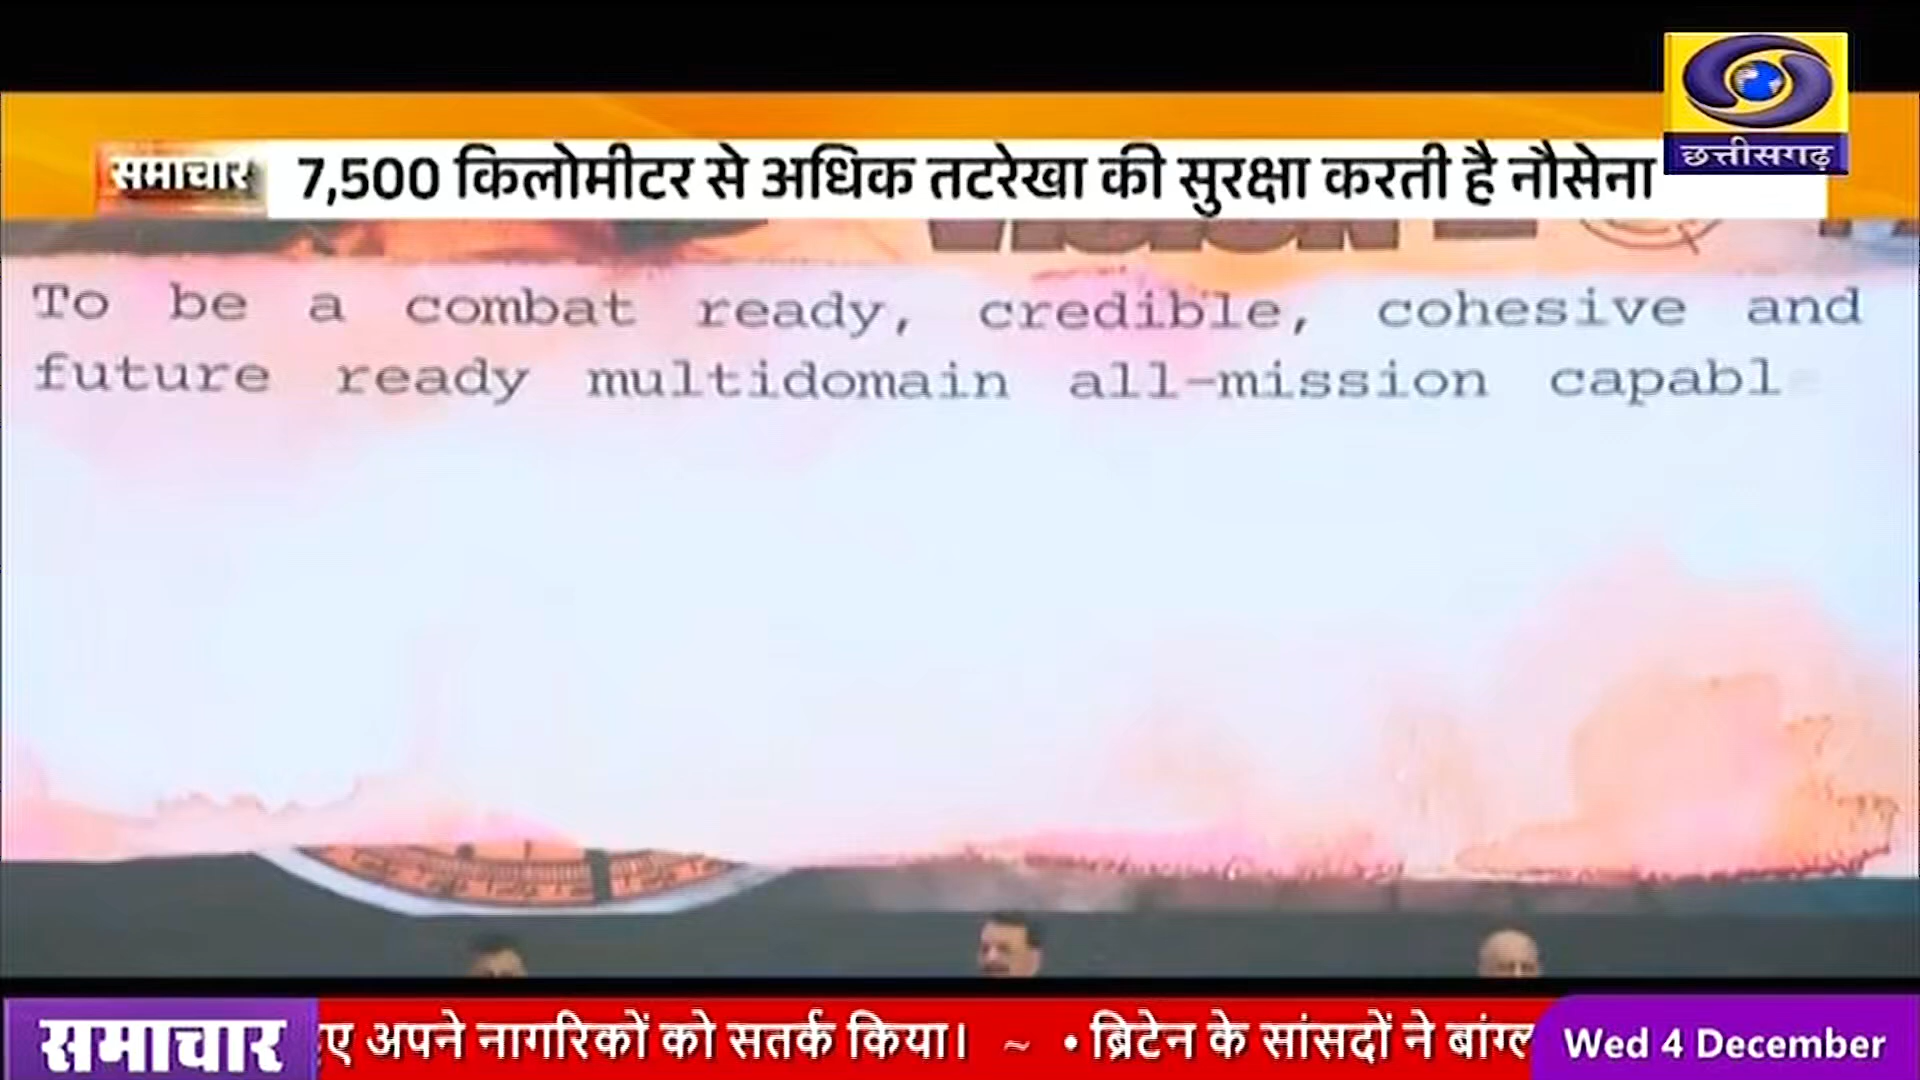 छत्तीसगढ़
समाचार
7,500 किलोमीटर से अधिक तटरेखा की सुरक्षा करती है नौसेना
To be a combat ready, credible, cohesive and
future ready multidomain all-mission capabl
समाचार
अपने नागरिकों को सतर्क किया। ~ • ब्रिटेन के सांसदों ने
Wed 4 December